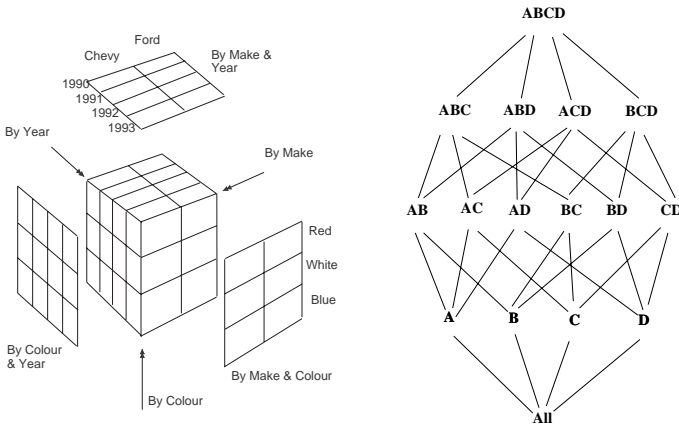 Ford
Chevy
By Make &
Year
1990
1991
1992
1993
By Year
By Make
Red
White
Blue
By Colour
& Year
By Make & Colour
By Colour
ABCD
ABC ABD ACD BCD
AB AC AD BC BD CD
A B C D
All